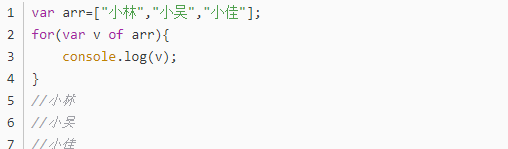 1 var arr=["小林","小吴","小佳"];
2 for(var v of arr){
3     console.log(v);
4 }
5 //小林
6 //小吴
7 //小佳